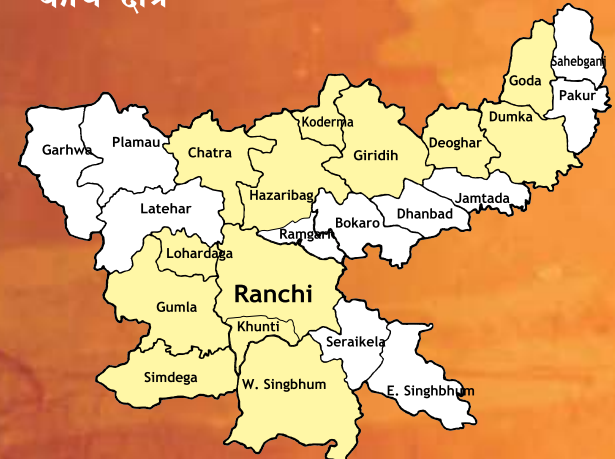 Sahebganj
Goda
Pakur
Dumka
Koderma
Plamau
Garhwa
Chatra
Giridih
Deoghar
Hazaribag
Jamtada
Latehar
Dhanbad
Bokaro
Ramgarh
Lohardaga
Ranchi
Gumla
Khunti
Seraikela
Simdega
W. Singbhum
E. Singhbhum